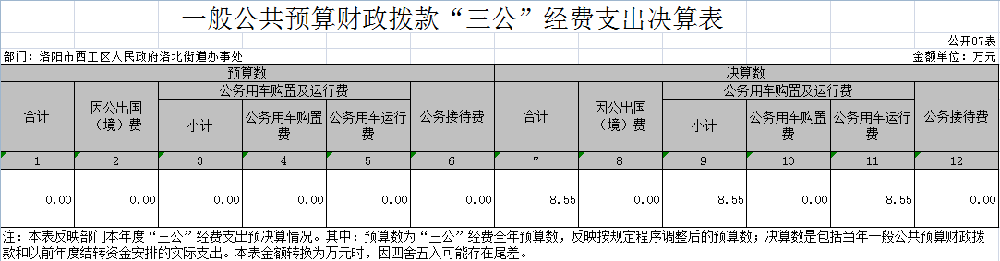 一般公共预算财政拨款“三公”经费支出决算表
公开07表
部门：洛阳市西工区人民政府洛北街道办事处 金额单位：万元
预算数 决算数
合计 因公出国（境）费 公务用车购置及运行费 公务接待费 合计 因公出国（境）费 公务用车购置及运行费 公务接待费
小计 公务用车购置费 公务用车运行费 小计 公务用车购置费 公务用车运行费
1 2 3 4 5 6 7 8 9 10 11 12
0.00 0.00 0.00 0.00 0.00 0.00 8.55 0.00 8.55 0.00 8.55 0.00
注：本表反映部门本年度“三公”经费支出预决算情况。其中：预算数为“三公”经费全年预算数，反映按规定程序调整后的预算数；决算数是包括当年一般公共预算财政拨
款和以前年度结转资金安排的实际支出。本表金额转换为万元时，因四舍五入可能存在尾差。